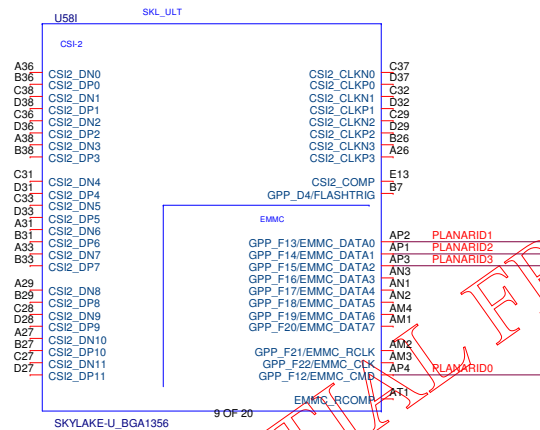 U58I SKL_ULT
CSI-2
A36 CSI2_DN0 CSI2_CLKN0 C37
B36 CSI2_DP0 CSI2_CLKP0 D37
C38 CSI2_DN1 CSI2_CLKN1 C32
D38 CSI2_DP1 CSI2_CLKP1 D32
C36 CSI2_DN2 CSI2_CLKN2 C29
D36 CSI2_DP2 CSI2_CLKP2 D29
A38 CSI2_DN3 CSI2_CLKN3 B26
B38 CSI2_DP3 CSI2_CLKP3 A26
C31 CSI2_DN4 CSI2_COMP E13
D31 CSI2_DP4 GPP_D4/FLASHTRIG B7
C33 CSI2_DN5
D33 CSI2_DP5 EMMC
A31 CSI2_DN6
B31 CSI2_DP6 GPP_F13/EMMC_DATA0 AP2 PLANARID1
A33 CSI2_DN7 GPP_F14/EMMC_DATA1 AP1 PLANARID2
B33 CSI2_DP7 GPP_F15/EMMC_DATA2 AP3 PLANARID3
GPP_F16/EMMC_DATA3 AN3
A29 CSI2_DN8 GPP_F17/EMMC_DATA4 AN1
B29 CSI2_DP8 GPP_F18/EMMC_DATA5 AN2
C28 CSI2_DN9 GPP_F19/EMMC_DATA6 AM4
D28 CSI2_DP9 GPP_F20/EMMC_DATA7 AM1
A27 CSI2_DN10
B27 CSI2_DP10 GPP_F21/EMMC_RCLK AM2
C27 CSI2_DN11 GPP_F22/EMMC_CLK AM3
D27 CSI2_DP11 GPP_F12/EMMC_CMD AP4 PLANARID0
EMMC_RCOMP AT1
9 OF 20
SKYLAKE-U_BGA1356